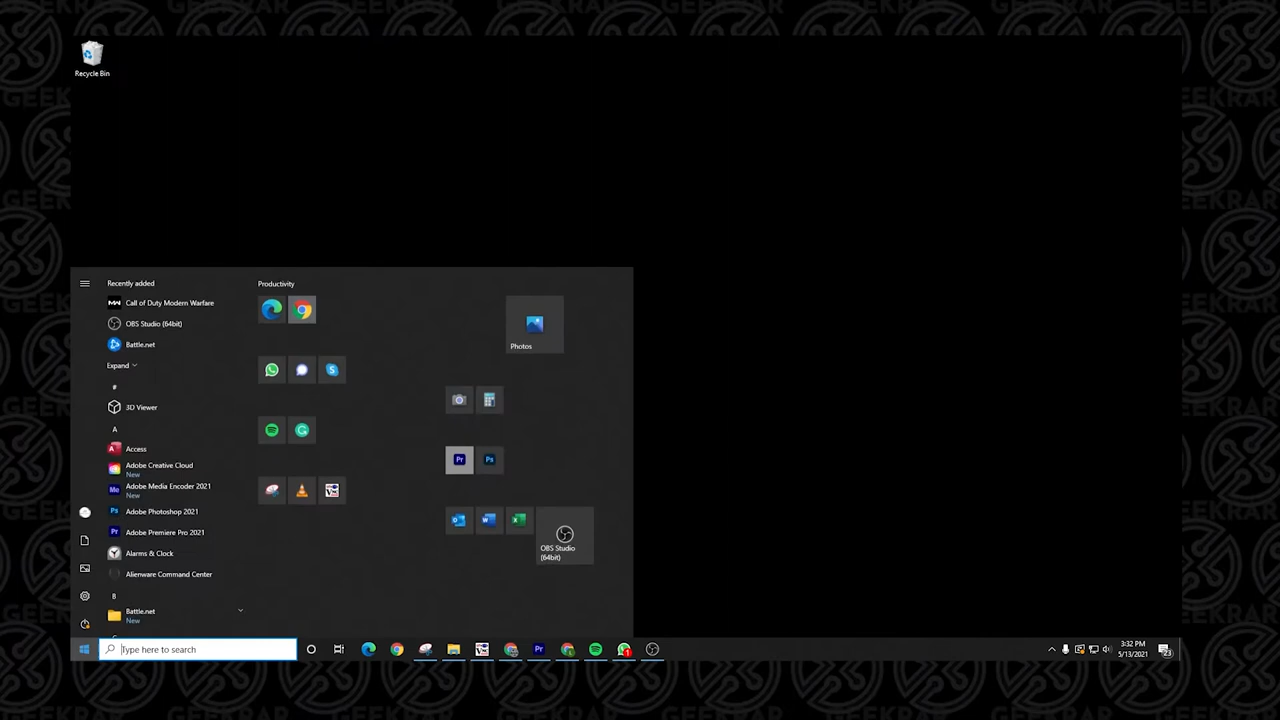 Recycle Bin
Recently added
Call of Duty Modern Warfare
OBS Studio (64bit)
Battle.net
Expand
#
3D Viewer
A
Access
Adobe Creative Cloud
New
Adobe Media Encoder 2021
New
Adobe Photoshop 2021
Adobe Premiere Pro 2021
Alarms & Clock
Alienware Command Center
B
Battle.net
New
Productivity
Photos
OBS Studio
(64bit)
Type here to search
3:32 PM
5/13/2021
23
GEEKRAR